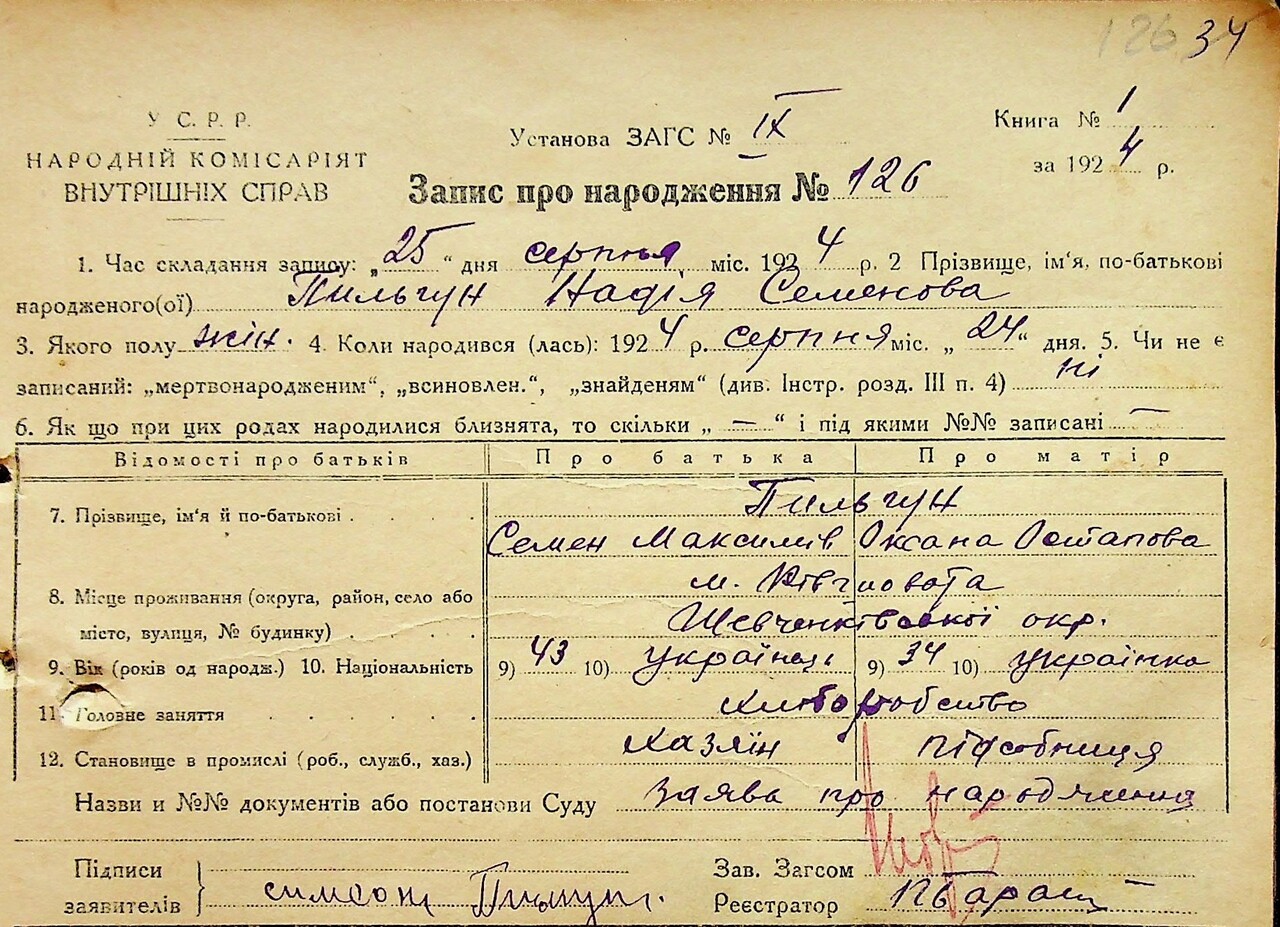 126 34
У С. Р. Р.
НАРОДНІЙ КОМІСАРІЯТ
ВНУТРІШНІХ СПРАВ
Установа ЗАГС № ІХ
Книга № 1
за 1924 р.
Запис про народження № 126
1. Час складання запису: „25“ дня серпня міс. 1924 р. 2 Прізвище, ім‘я, по-батькові
народженого(ої) Пильгун Надія Семенова
3. Якого полу жін. 4. Коли народився (лась): 1924 р. серпня міс. „24“ дня. 5. Чи не є
записаний: „мертвонародженим“, „всиновлен.“, „знайденям“ (див. Інстр. розд. ІІІ п. 4) ні
6. Як що при цих родах народилися близнята, то скільки „—“ і під якими №№ записані —
Відомості про батьків Про батька Про матір
7. Прізвище, ім‘я й по-батькові Пильгун
Семен Максимів Оксана Остапова
8. Місце проживання (округа, район, село або
місто, вулиця, № будинку)
м.
Шевченківської окр.
9. Вік (років од народж.) 10. Національність 9) 43 10) українець 9) 34 10) українка
11. Головне заняття хліборобство
12. Становище в промислі (роб., служб., хаз.) хазяїн підсобниця
Назви и №№ документів або постанови Суду Заява про народження
Підписи
заявителів
Зав. Загсом
Реєстратор